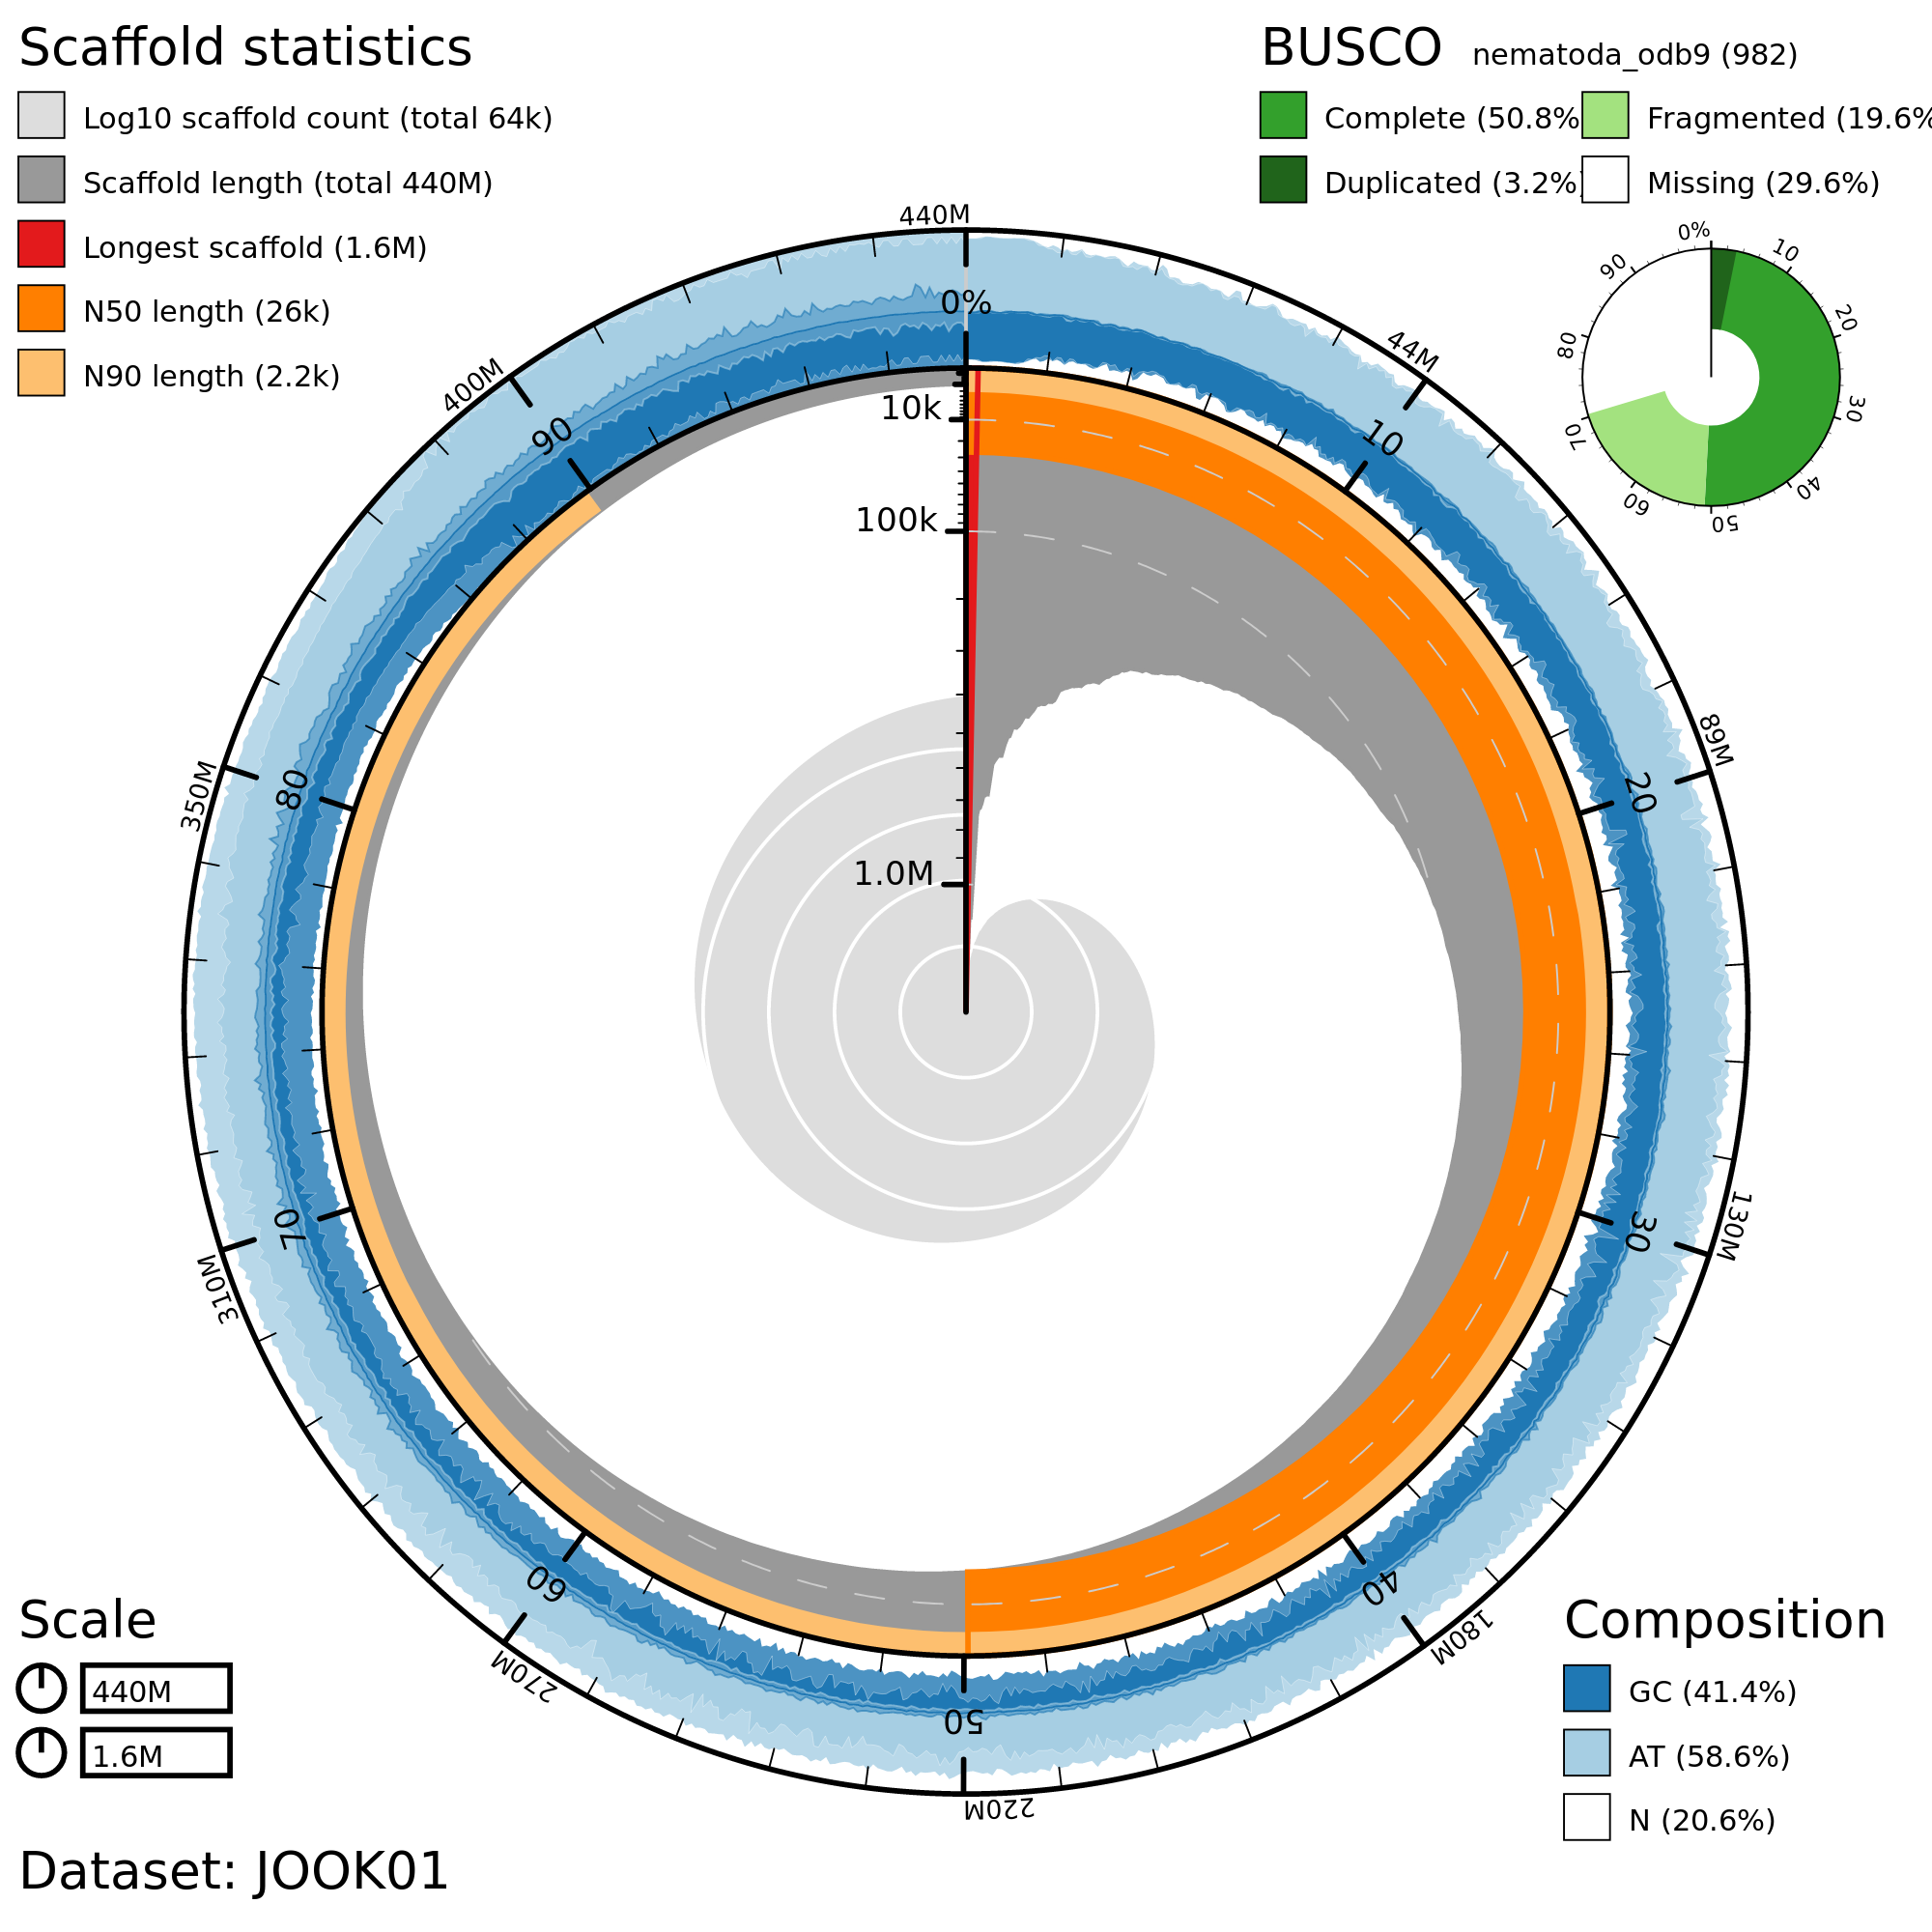 Scaffold statistics
Log10 scaffold count (total 64k)
Scaffold length (total 440M)
Longest scaffold (1.6M)
N50 length (26k)
N90 length (2.2k)
BUSCO nematoda_odb9 (982)
Complete (50.8%
Fragmented (19.6%
Duplicated (3.2%)
Missing (29.6%)
0%
10
20
30
40
50
60
70
80
90
440M
44M
89M
130M
180M
220M
270M
310M
350M
400M
0%
10
20
30
40
50
60
70
80
90
10k
100k
1.0M
Scale
440M
1.6M
Composition
GC (41.4%)
AT (58.6%)
N (20.6%)
Dataset: JOOK01